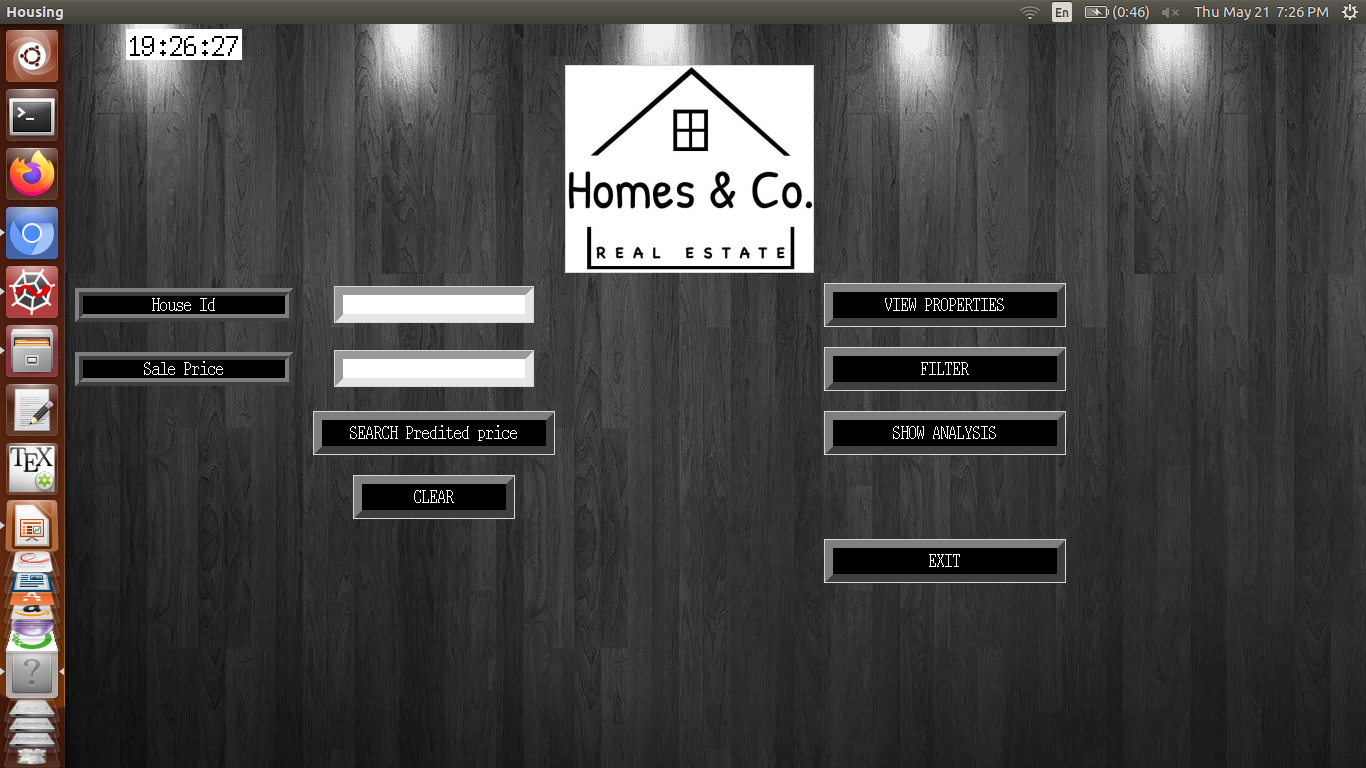 Housing
En
(0:46)
Thu May 21 7:26 PM
19:26:27
Homes & Co.
REAL ESTATE
House Id
VIEW PROPERTIES
Sale Price
FILTER
SEARCH Predited price
SHOW ANALYSIS
CLEAR
EXIT
>_
TEX
?
a